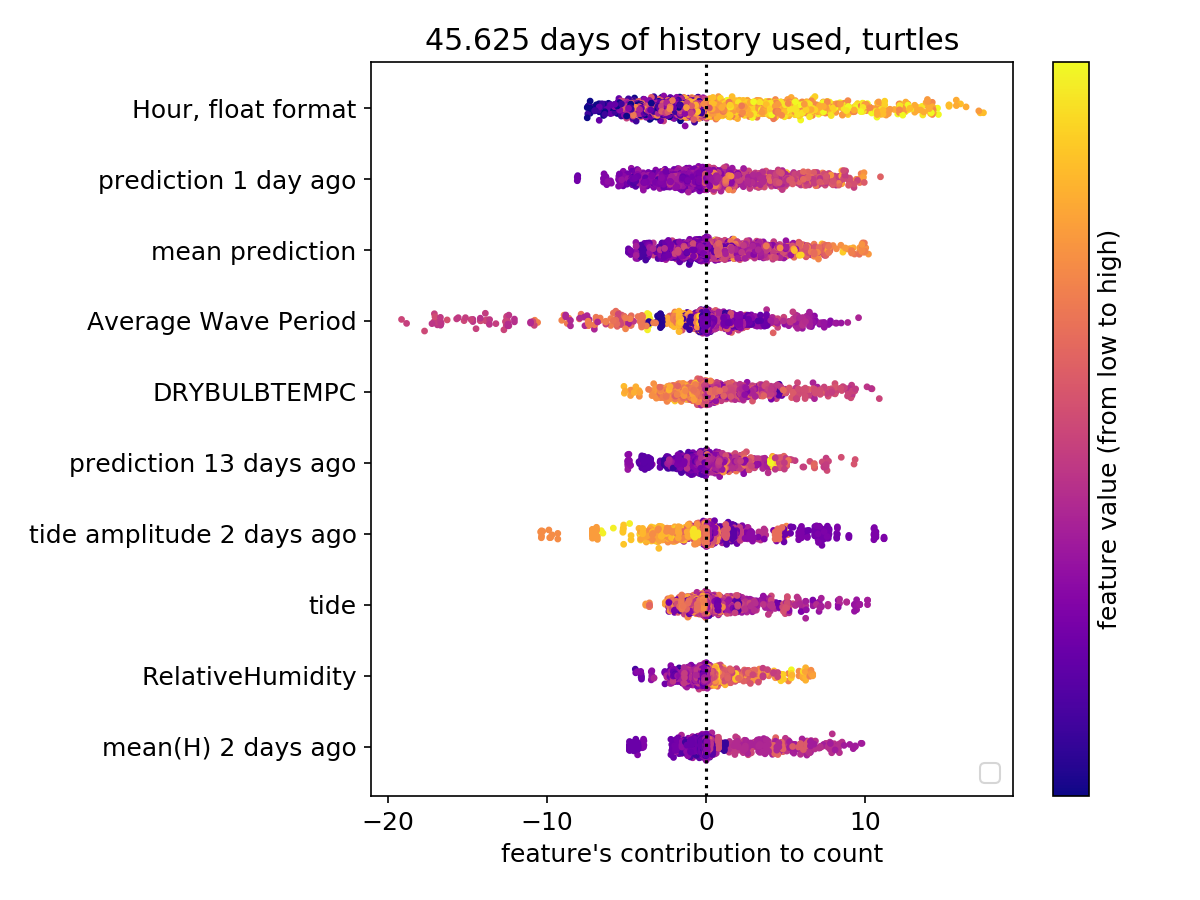 45.625 days of history used, turtles
Hour, float format
prediction 1 day ago
mean prediction
Average Wave Period
DRYBULBTEMPC
prediction 13 days ago
tide amplitude 2 days ago
tide
RelativeHumidity
mean(H) 2 days ago
−20 −10 0 10
feature's contribution to count
feature value (from low to high)